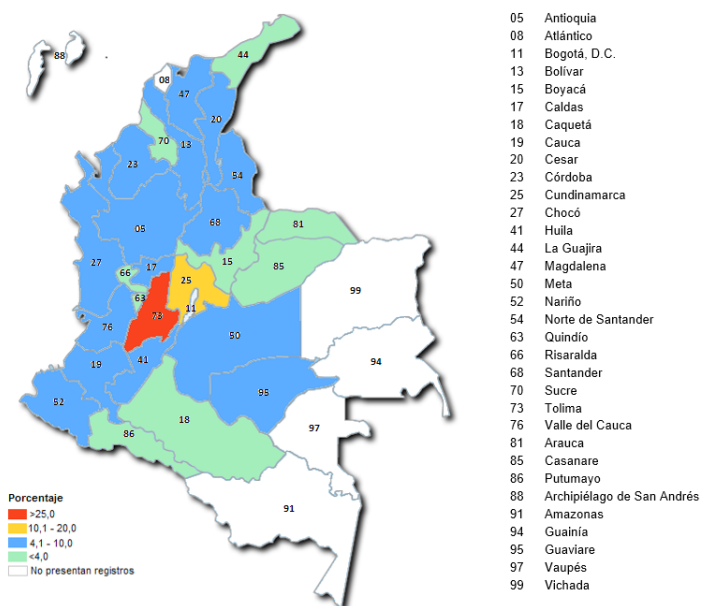 88
44
08
47
20
70
13
23
54
05
68
81
27
15
85
66
17
25
99
63
11
73
76
50
41
94
19
95
52
18
97
86
91
Porcentaje
>25,0
10,1 - 20,0
4,1 - 10,0
<4,0
No presentan registros
05 Antioquia
08 Atlántico
11 Bogotá, D.C.
13 Bolívar
15 Boyacá
17 Caldas
18 Caquetá
19 Cauca
20 Cesar
23 Córdoba
25 Cundinamarca
27 Chocó
41 Huila
44 La Guajira
47 Magdalena
50 Meta
52 Nariño
54 Norte de Santander
63 Quindío
66 Risaralda
68 Santander
70 Sucre
73 Tolima
76 Valle del Cauca
81 Arauca
85 Casanare
86 Putumayo
88 Archipiélago de San Andrés
91 Amazonas
94 Guainía
95 Guaviare
97 Vaupés
99 Vichada